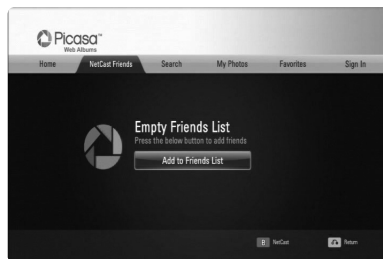 Picasa™
Web Albums
Home NetCast Friends Search My Photos Favorites Sign In
Empty Friends List
Press the below button to add friends
Add to Friends List
R NetCast Return